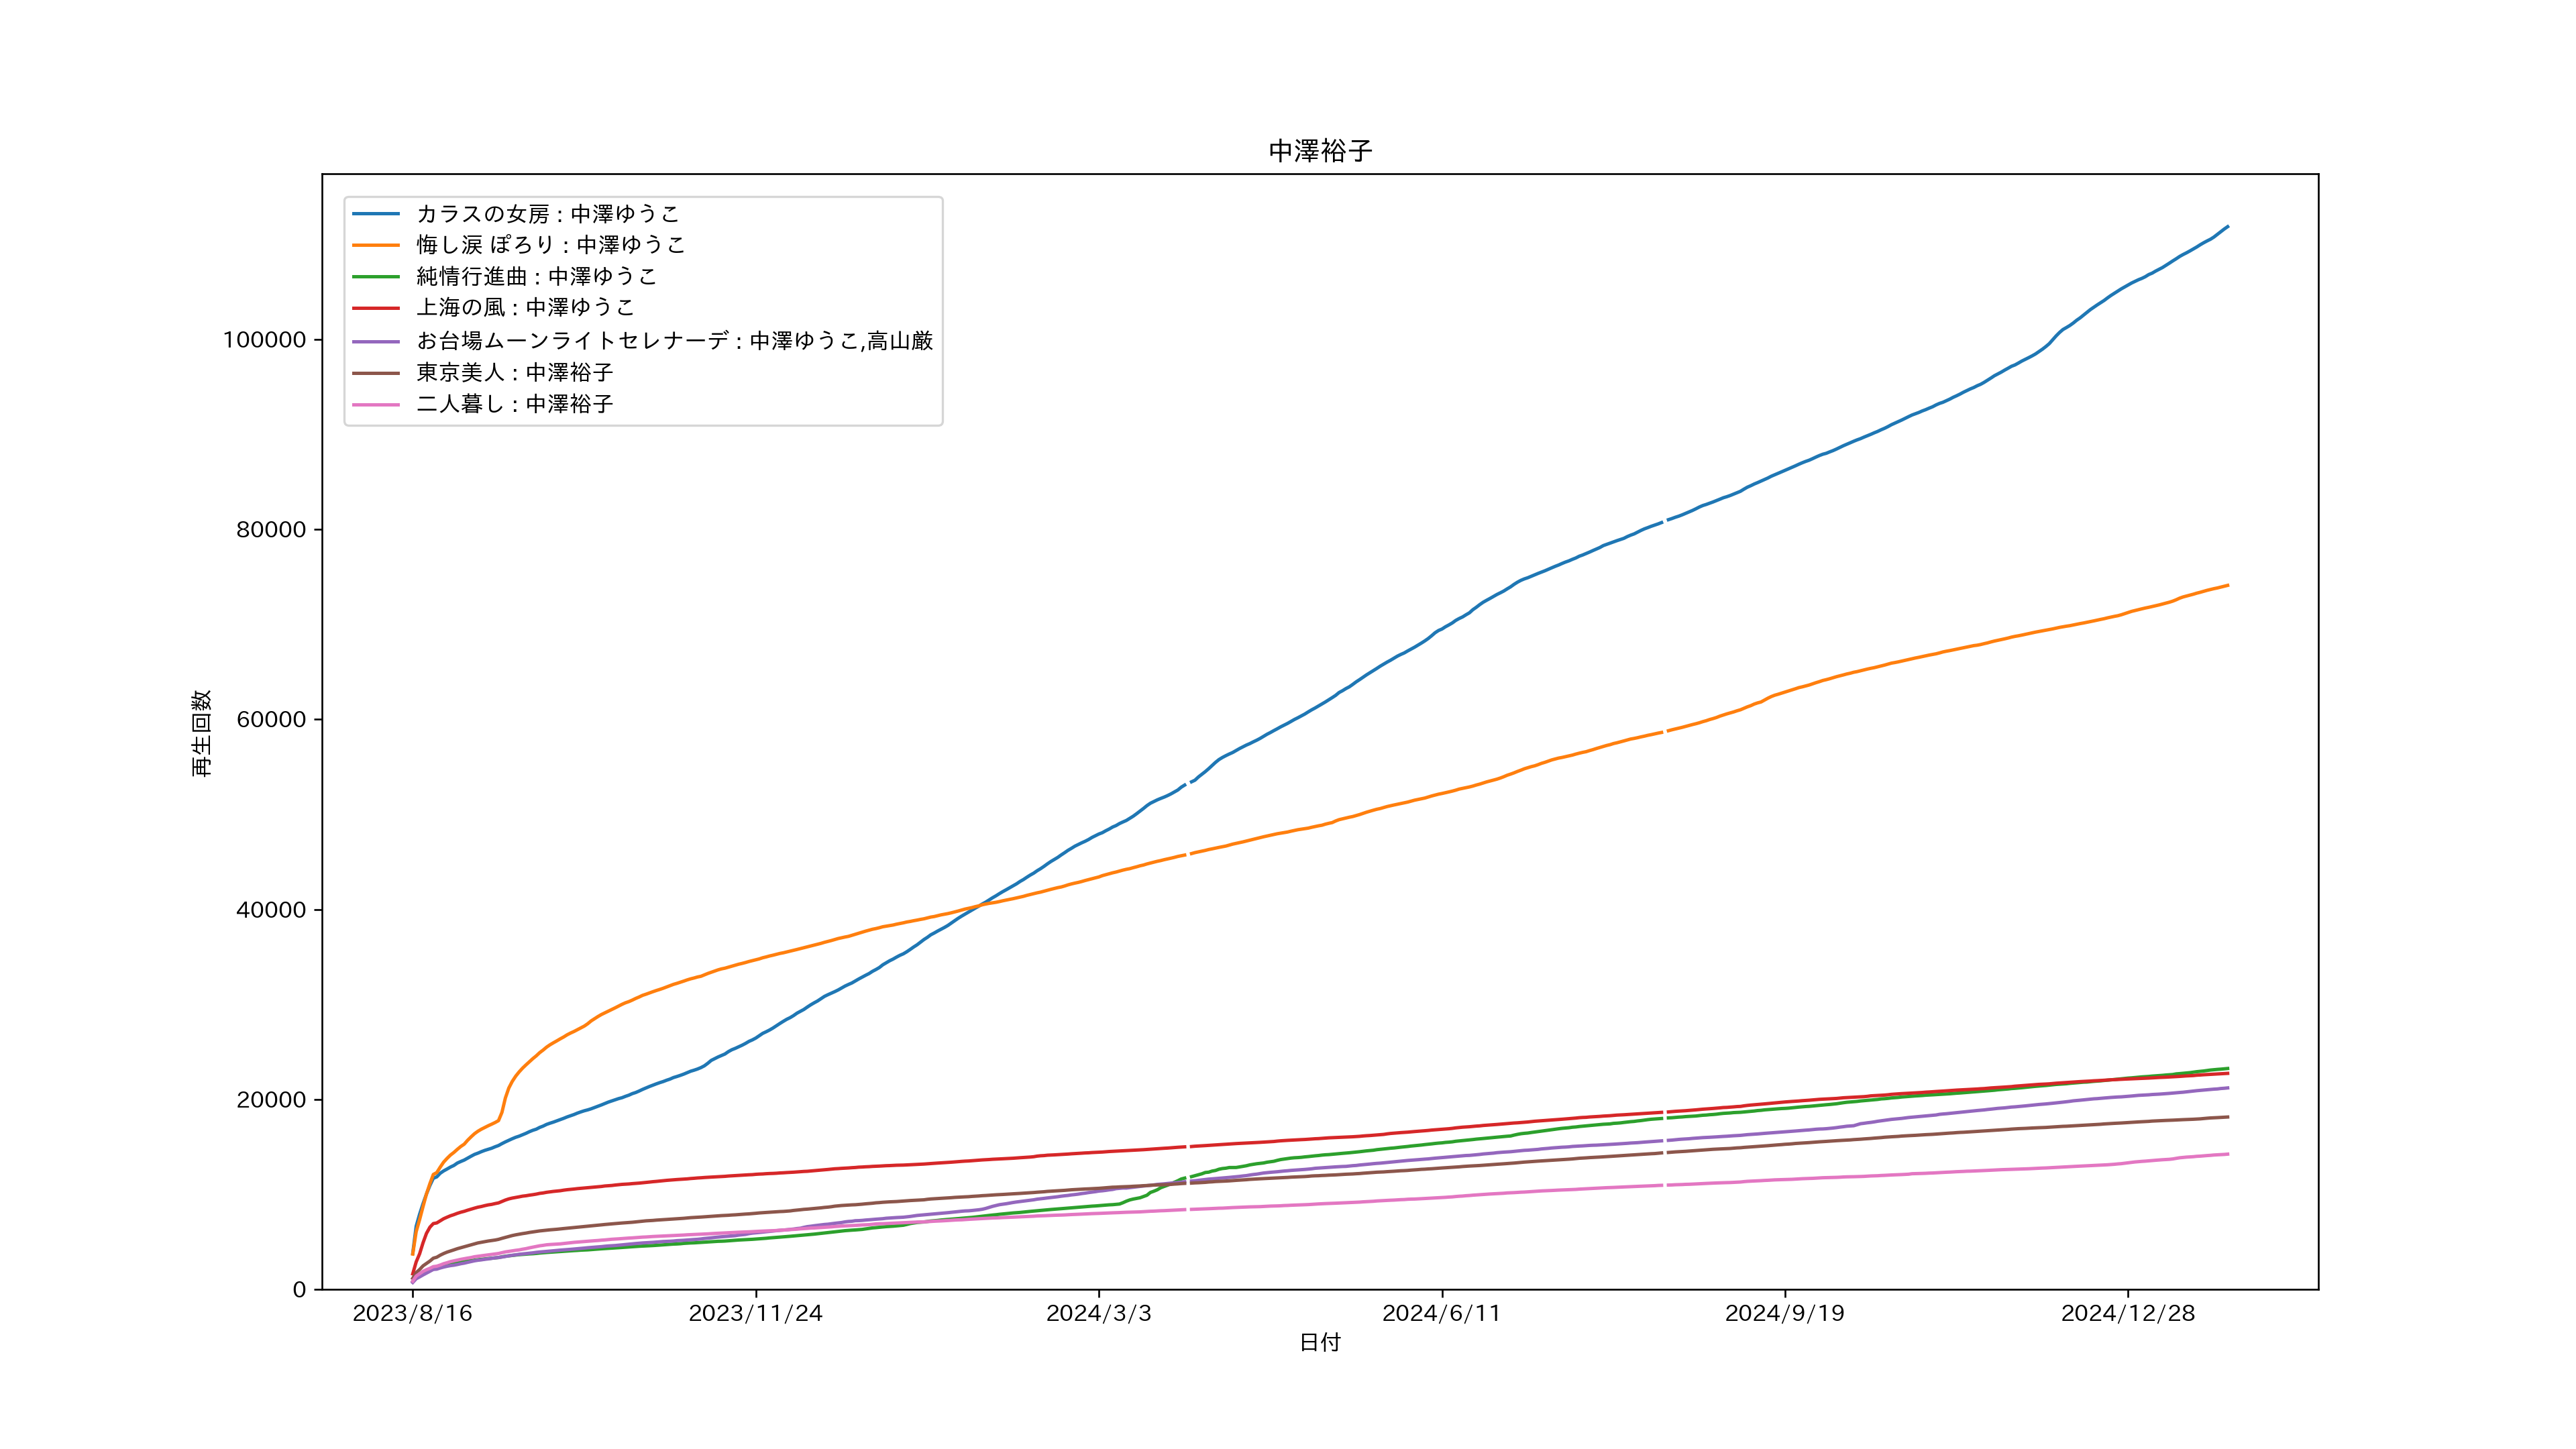 中澤裕子
カラスの女房 : 中澤ゆうこ
悔し涙 ぽろり : 中澤ゆうこ
純情行進曲 : 中澤ゆうこ
上海の風 : 中澤ゆうこ
お台場ムーンライトセレナーデ : 中澤ゆうこ,高山厳
東京美人 : 中澤裕子
二人暮し : 中澤裕子
再生回数
100000
80000
60000
40000
20000
0
2023/8/16
2023/11/24
2024/3/3
2024/6/11
2024/9/19
2024/12/28
日付